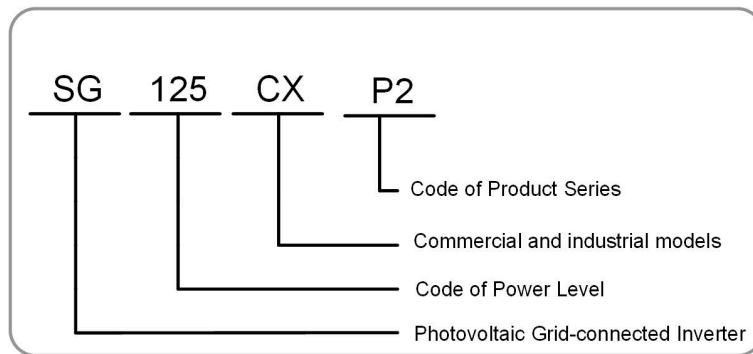 SG 125 CX P2
Code of Product Series
Commercial and industrial models
Code of Power Level
Photovoltaic Grid-connected Inverter